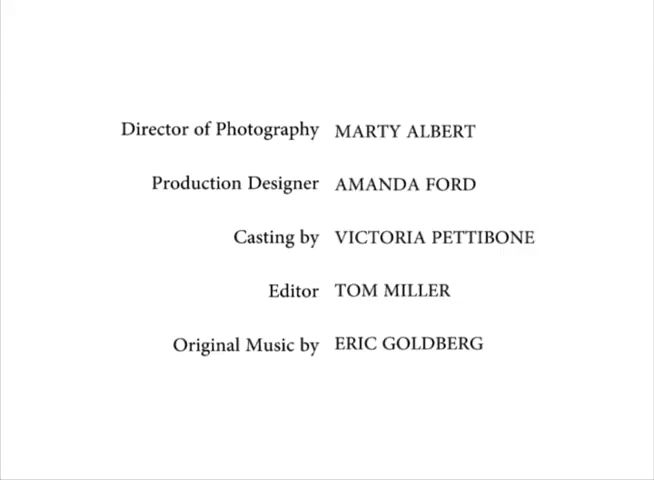 Director of Photography MARTY ALBERT
Production Designer AMANDA FORD
Casting by VICTORIA PETTIBONE
Editor TOM MILLER
Original Music by ERIC GOLDBERG